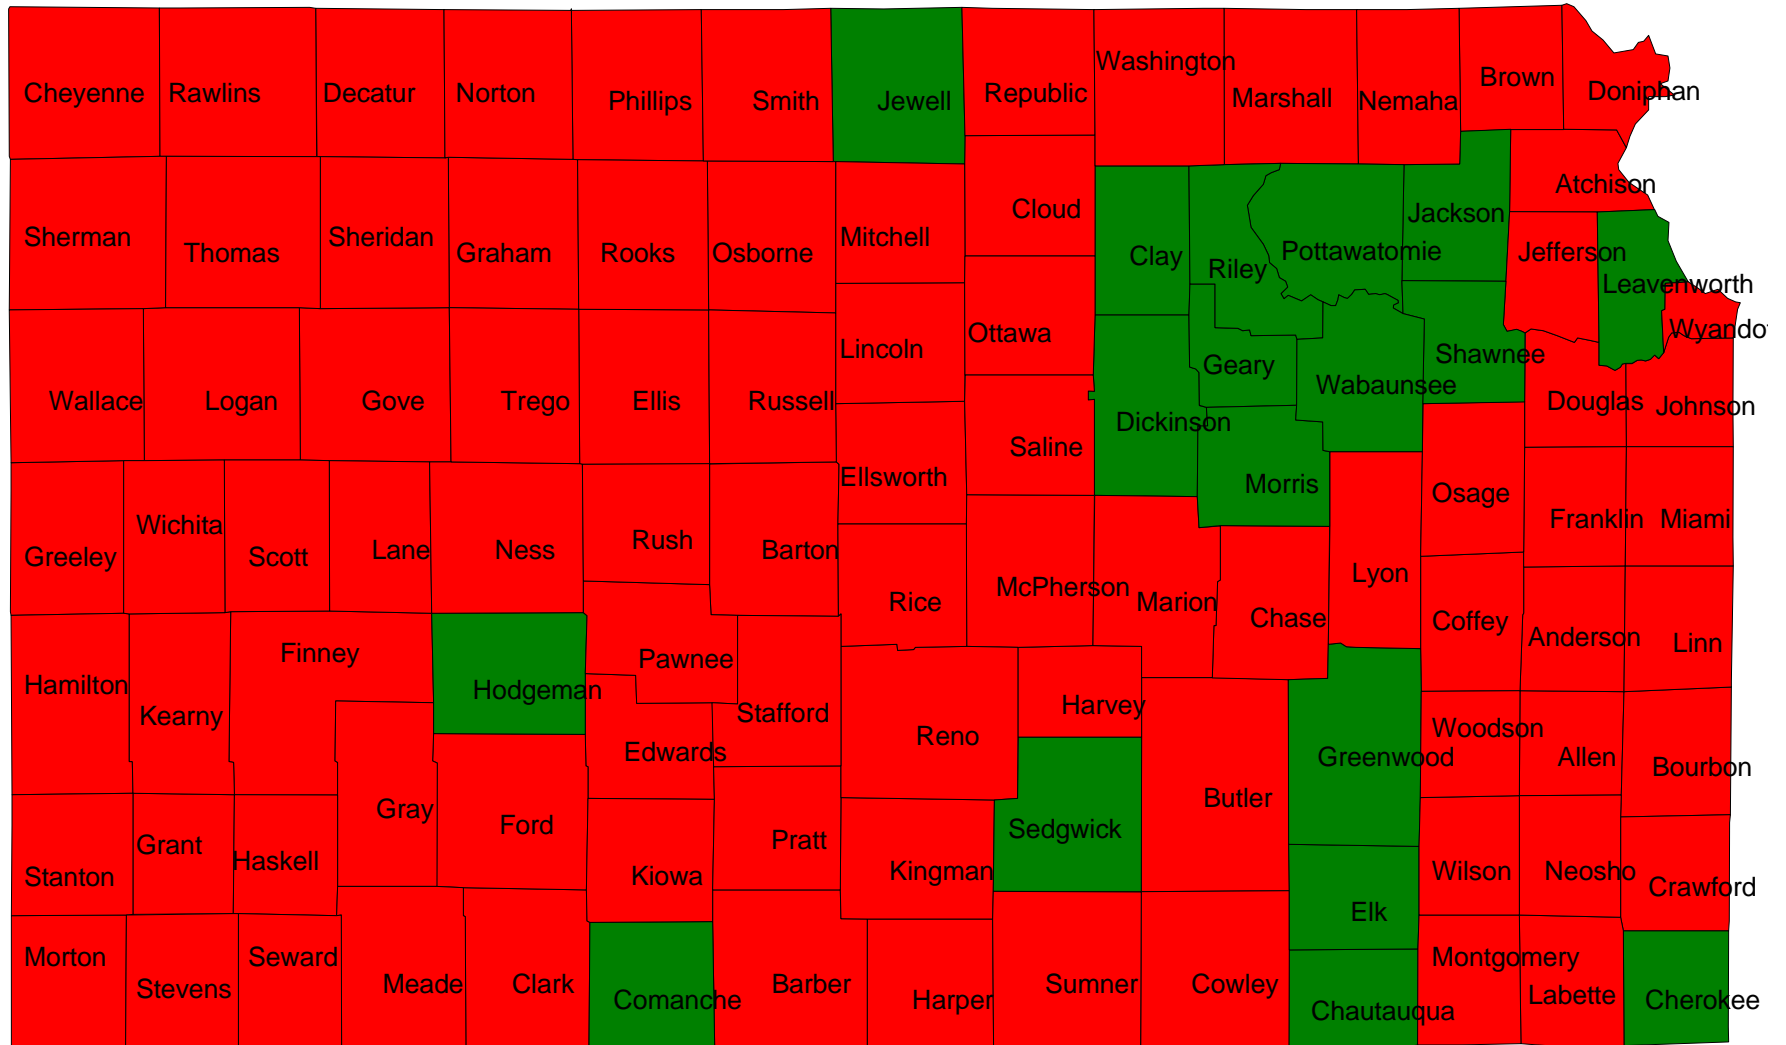 Cheyenne
Rawlins
Decatur
Norton
Phillips
Smith
Jewell
Republic
Washington
Marshall
Nemaha
Brown
Doniphan
Sherman
Thomas
Sheridan
Graham
Rooks
Osborne
Mitchell
Cloud
Clay
Riley
Pottawatomie
Jackson
Atchison
Jefferson
Leavenworth
Wyandot
Lincoln
Ottawa
Geary
Wabaunsee
Shawnee
Wallace
Logan
Gove
Trego
Ellis
Russell
Dickinson
Douglas
Johnson
Ellsworth
Saline
Morris
Osage
Franklin
Miami
Greeley
Wichita
Scott
Lane
Ness
Rush
Barton
Rice
McPherson
Marion
Chase
Lyon
Coffey
Anderson
Linn
Hamilton
Kearny
Finney
Hodgeman
Pawnee
Stafford
Edwards
Reno
Harvey
Greenwood
Woodson
Allen
Bourbon
Gray
Ford
Pratt
Sedgwick
Butler
Stanton
Grant
Haskell
Kiowa
Kingman
Elk
Wilson
Neosho
Crawford
Morton
Stevens
Seward
Meade
Clark
Comanche
Barber
Harper
Sumner
Cowley
Chautauqua
Montgomery
Labette
Cherokee